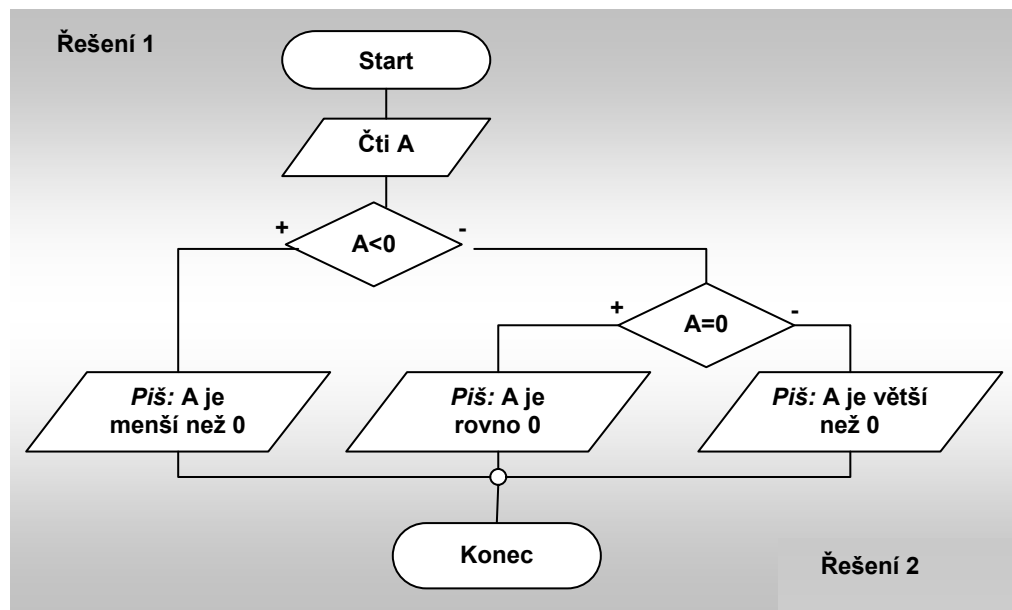 Řešení 1
Start
Čti A
+
-
A<0
+
-
A=0
Piš: A je
menší než 0
Piš: A je
rovno 0
Piš: A je větší
než 0
Konec
Řešení 2